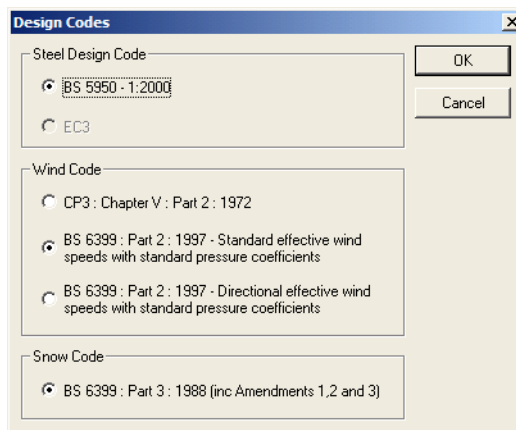 Design Codes
Steel Design Code
BS 5950 - 1:2000
EC3
OK
Cancel
Wind Code
CP3 : Chapter V : Part 2 : 1972
BS 6399 : Part 2 : 1997 - Standard effective wind
speeds with standard pressure coefficients
BS 6399 : Part 2 : 1997 - Directional effective wind
speeds with standard pressure coefficients
Snow Code
BS 6399 : Part 3 : 1988 (inc Amendments 1,2 and 3)